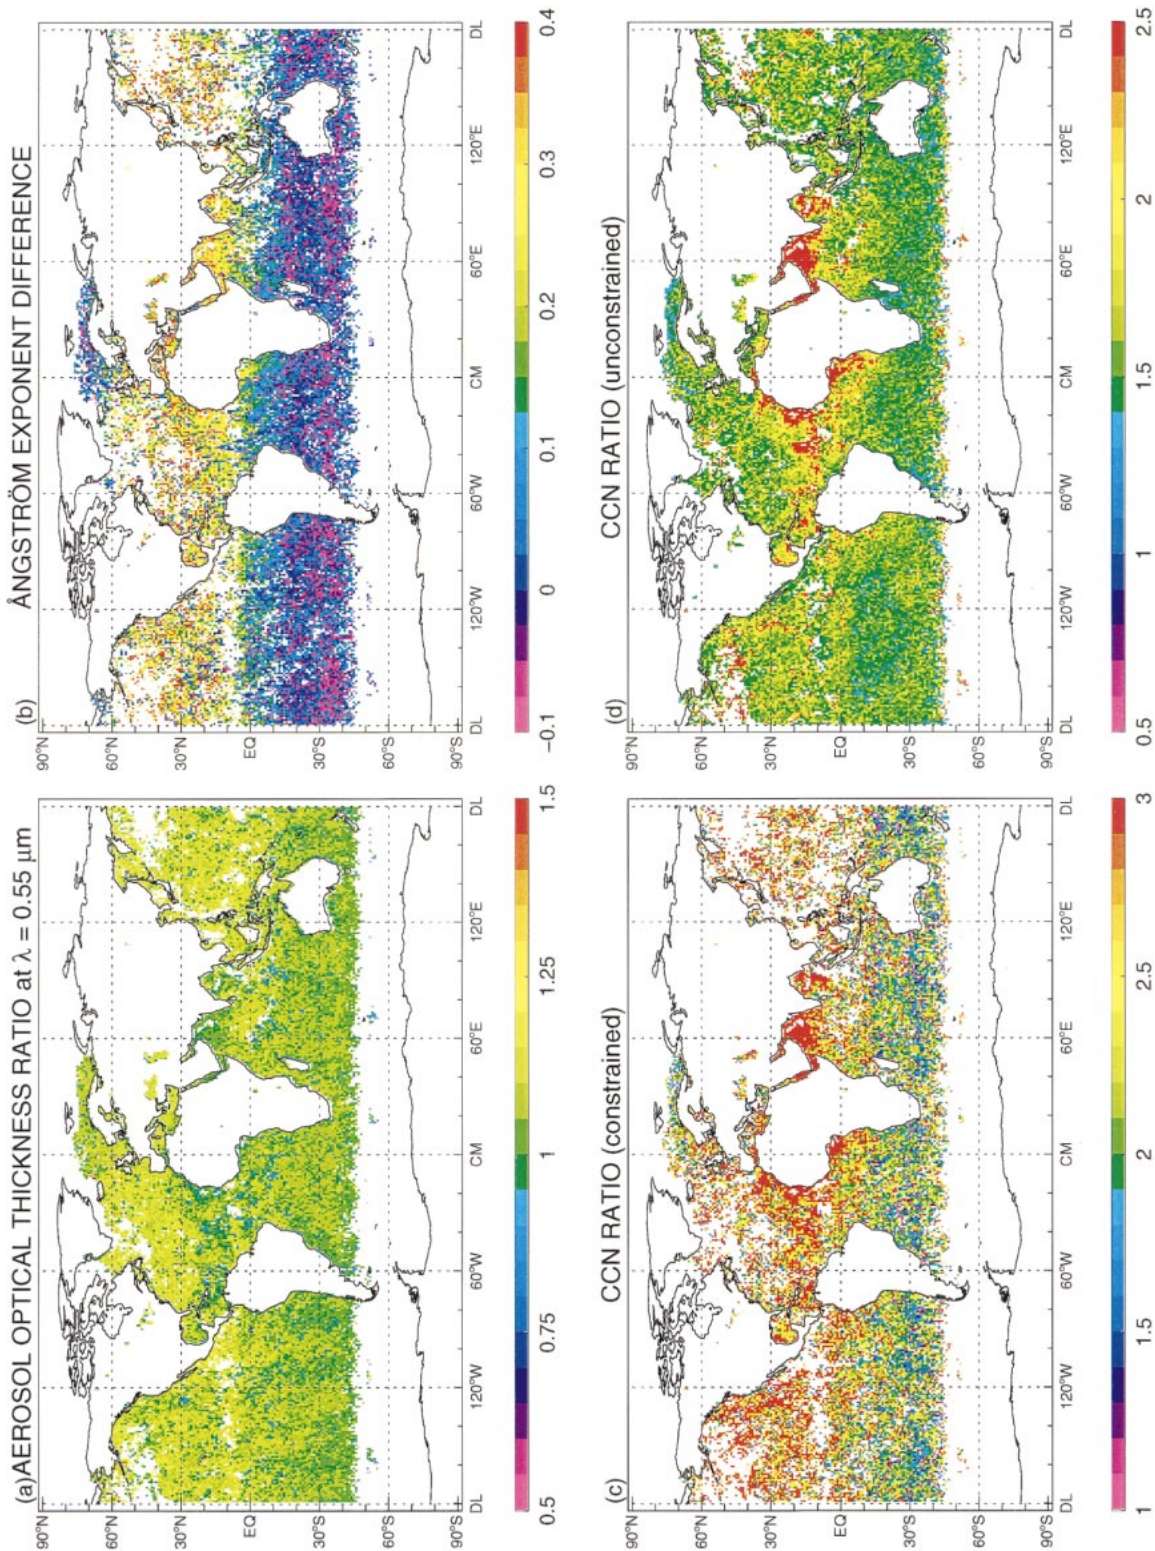 (a)AEROSOL OPTICAL THICKNESS RATIO at λ = 0.55 μm
90°N
60°N
30°N
EQ
30°S
60°S
90°S
DL 120°W 60°W CM 60°E 120°E DL
0.5 0.75 1 1.25 1.5
(b) ÅNGSTRÖM EXPONENT DIFFERENCE
90°N
60°N
30°N
EQ
30°S
60°S
90°S
DL 120°W 60°W CM 60°E 120°E DL
−0.1 0 0.1 0.2 0.3 0.4
(c) CCN RATIO (constrained)
90°N
60°N
30°N
EQ
30°S
60°S
90°S
DL 120°W 60°W CM 60°E 120°E DL
1 1.5 2 2.5 3
(d) CCN RATIO (unconstrained)
90°N
60°N
30°N
EQ
30°S
60°S
90°S
DL 120°W 60°W CM 60°E 120°E DL
0.5 1 1.5 2 2.5